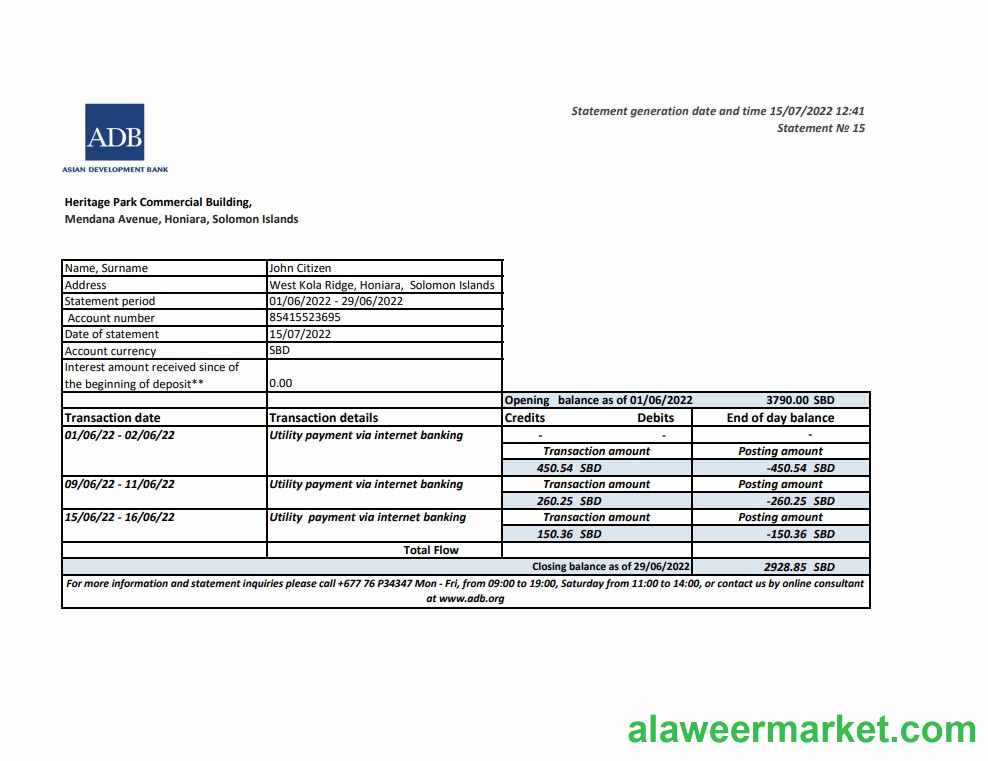 Statement generation date and time 15/07/2022 12:41
Statement № 15
ADB
ASIAN DEVELOPMENT BANK
Heritage Park Commercial Building,
Mendana Avenue, Honiara, Solomon Islands
Name, Surname John Citizen
Address West Kola Ridge, Honiara, Solomon Islands
Statement period 01/06/2022 - 29/06/2022
Account number 85415523695
Date of statement 15/07/2022
Account currency SBD
Interest amount received since of
the beginning of deposit** 0.00
Opening balance as of 01/06/2022 3790.00 SBD
Transaction date Transaction details Credits Debits End of day balance
01/06/22 - 02/06/22 Utility payment via internet banking - - -
Transaction amount Posting amount
450.54 SBD -450.54 SBD
09/06/22 - 11/06/22 Utility payment via internet banking Transaction amount Posting amount
260.25 SBD -260.25 SBD
15/06/22 - 16/06/22 Utility payment via internet banking Transaction amount Posting amount
150.36 SBD -150.36 SBD
Total Flow
Closing balance as of 29/06/2022 2928.85 SBD
For more information and statement inquiries please call +677 76 P34347 Mon - Fri, from 09:00 to 19:00, Saturday from 11:00 to 14:00, or contact us by online consultant
at www.adb.org
alaweermarket.com